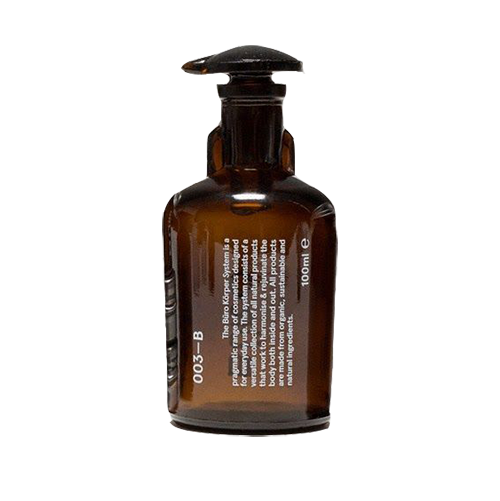 003—B
The Büro Körper System is a
pragmatic range of cosmetics designed
for everyday use. The system consists of a
versatile collection of all natural products
that work to harmonise & rejuvinate the
body both inside and out. All products
are made from organic, sustainable and
natural ingredients.
100ml ℮